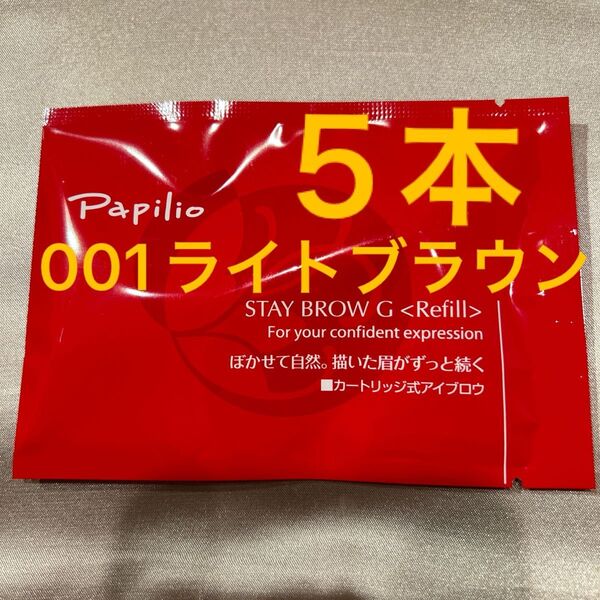 5本
Papilio
001ライトブラウン
STAY BROW G <Refill>
For your confident expression
ぼかせて自然。描いた眉がずっと続く
■カートリッジ式アイブロウ